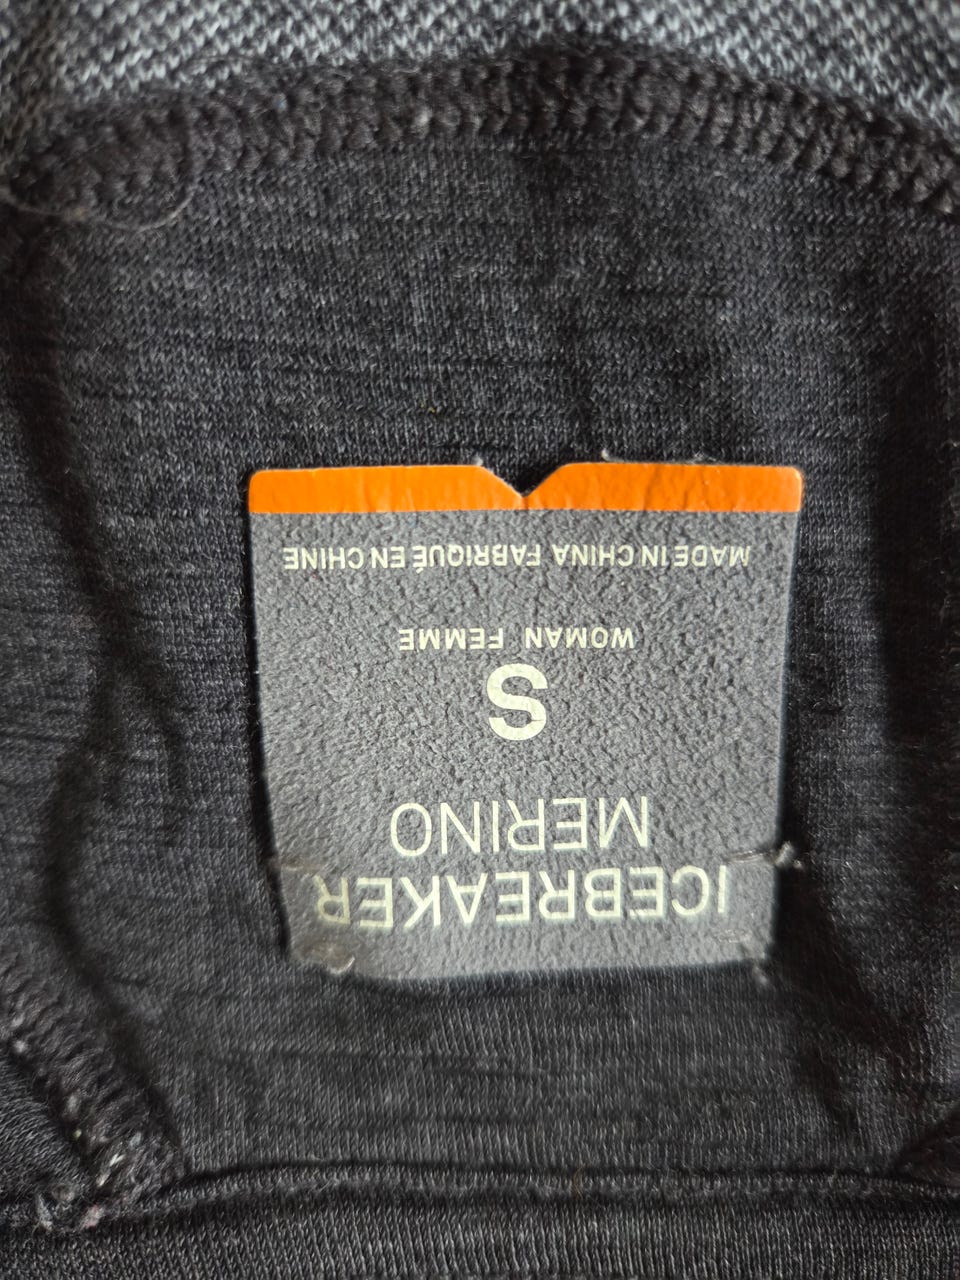 ICEBREAKER
MERINO
S
WOMAN FEMME
MADE IN CHINA FABRIQUÉ EN CHINE